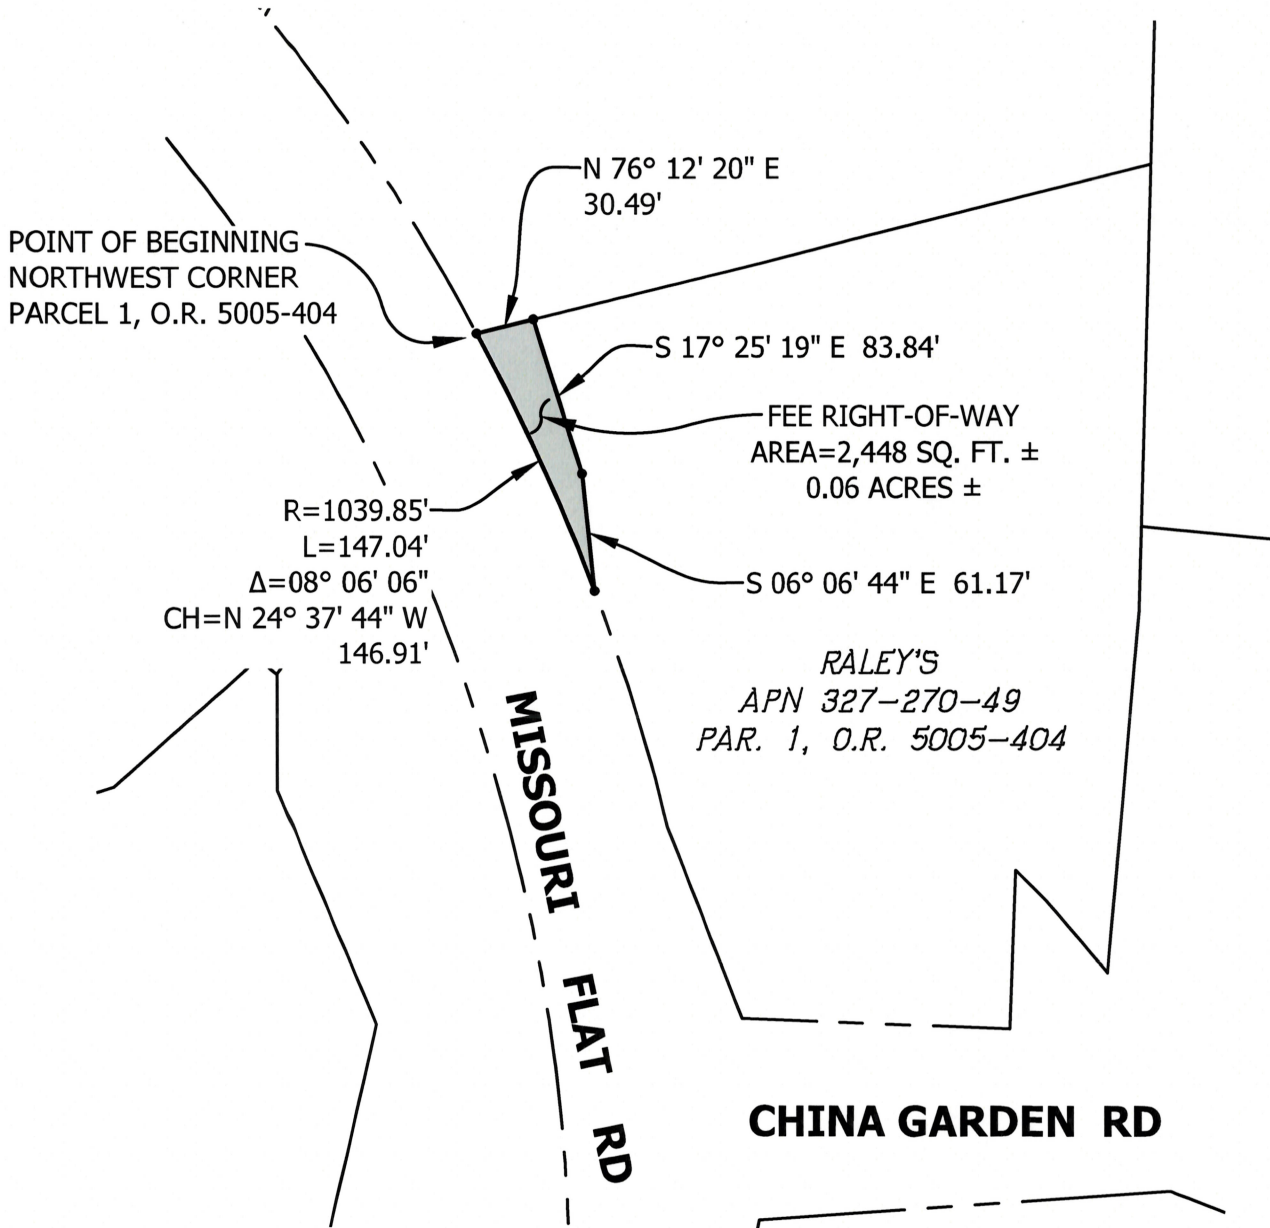 N 76° 12' 20" E
30.49'
POINT OF BEGINNING
NORTHWEST CORNER
PARCEL 1, O.R. 5005-404
S 17° 25' 19" E 83.84'
FEE RIGHT-OF-WAY
AREA=2,448 SQ. FT. ±
0.06 ACRES ±
R=1039.85'
L=147.04'
Δ=08° 06' 06"
CH=N 24° 37' 44" W
146.91'
S 06° 06' 44" E 61.17'
RALEY'S
APN 327-270-49
PAR. 1, O.R. 5005-404
MISSOURI FLAT RD
CHINA GARDEN RD